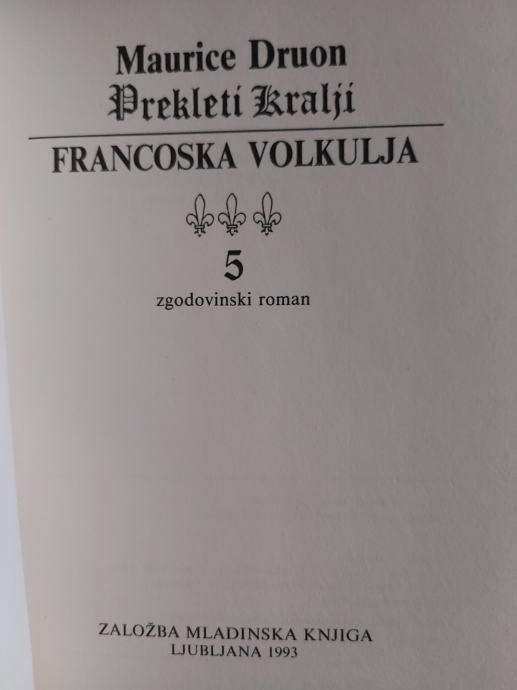 Maurice Druon
Prekleti Kralji
FRANCOSKA VOLKULJA
5
zgodovinski roman
ZALOŽBA MLADINSKA KNJIGA
LJUBLJANA 1993